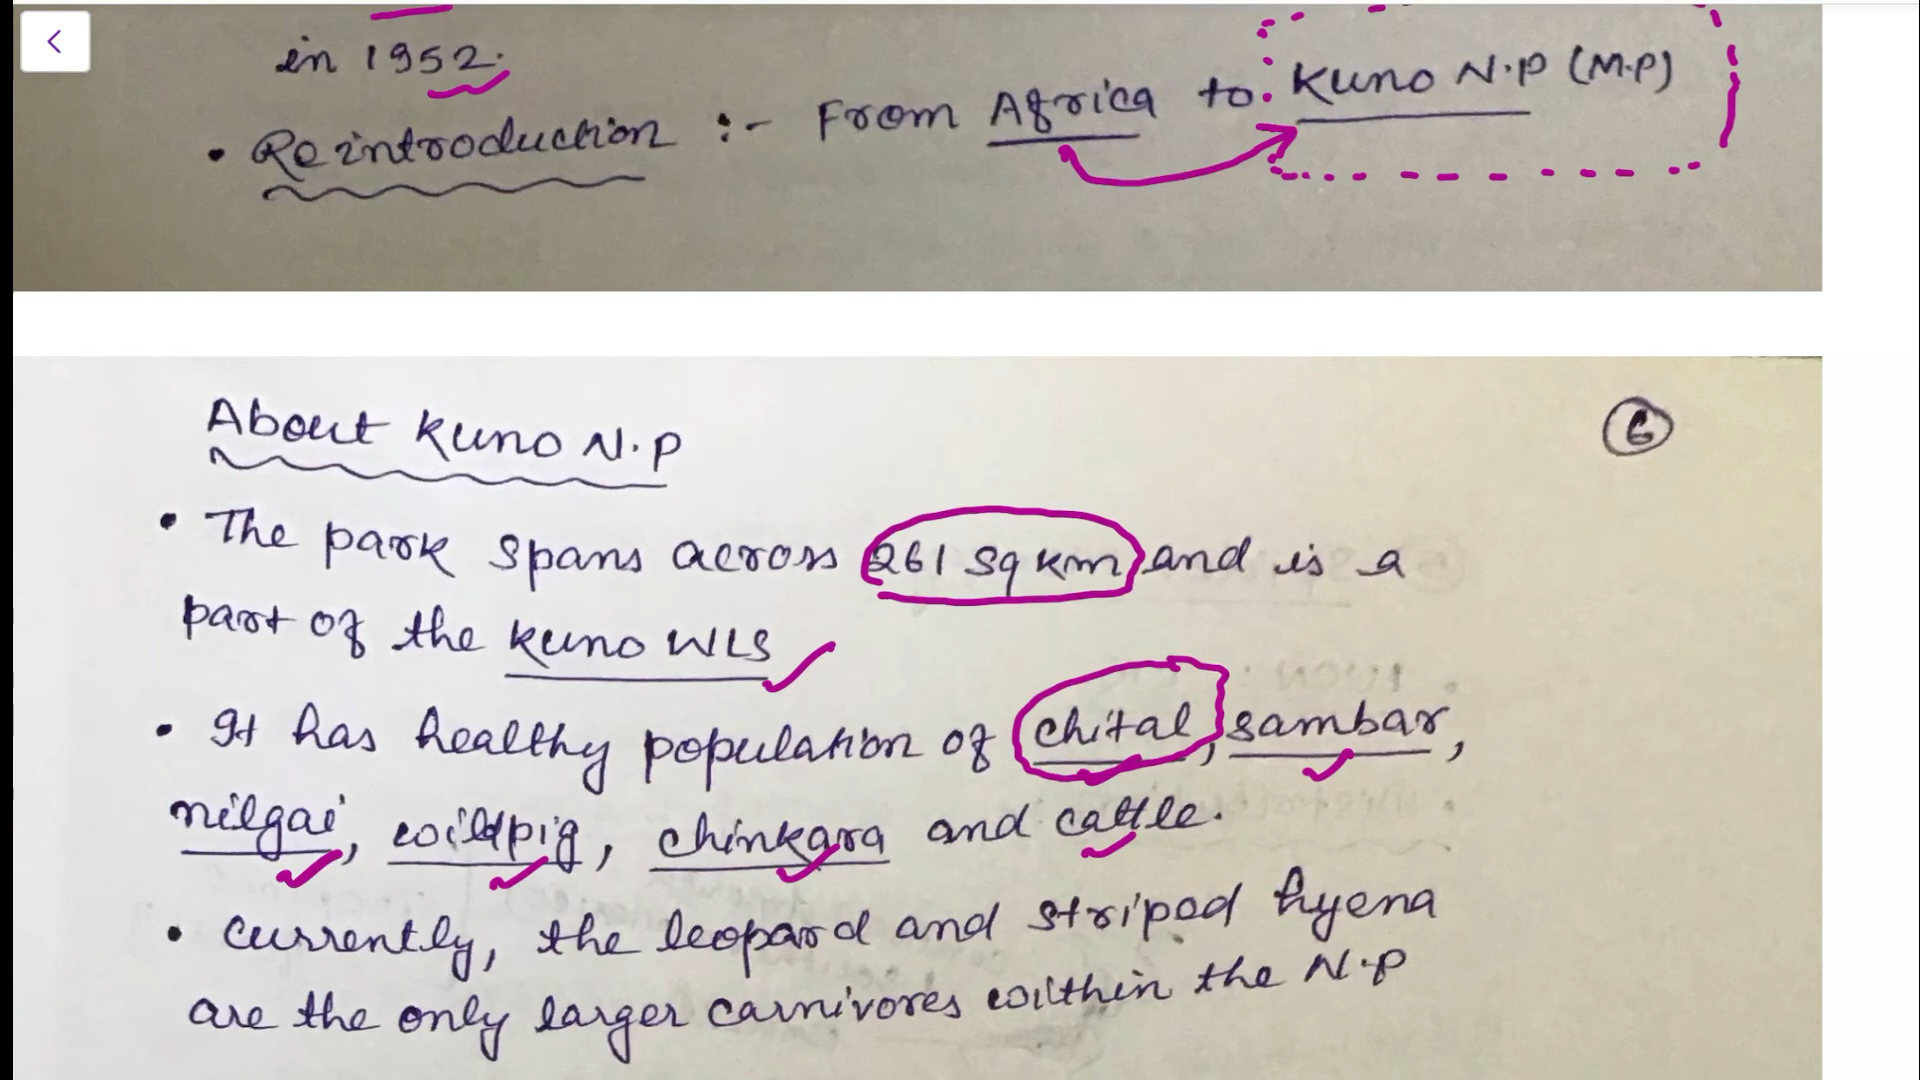 in 1952.
• Reintroduction :- From Africa to Kuno N.P (M.P)
About Kuno N.P
6
• The park spans across 261 Sq km and is a
part of the Kuno WLS
• It has healthy population of chital, sambar,
nilgai, wildpig, chinkara and cattle.
• Currently, the leopard and striped hyena
are the only larger carnivores within the N.P